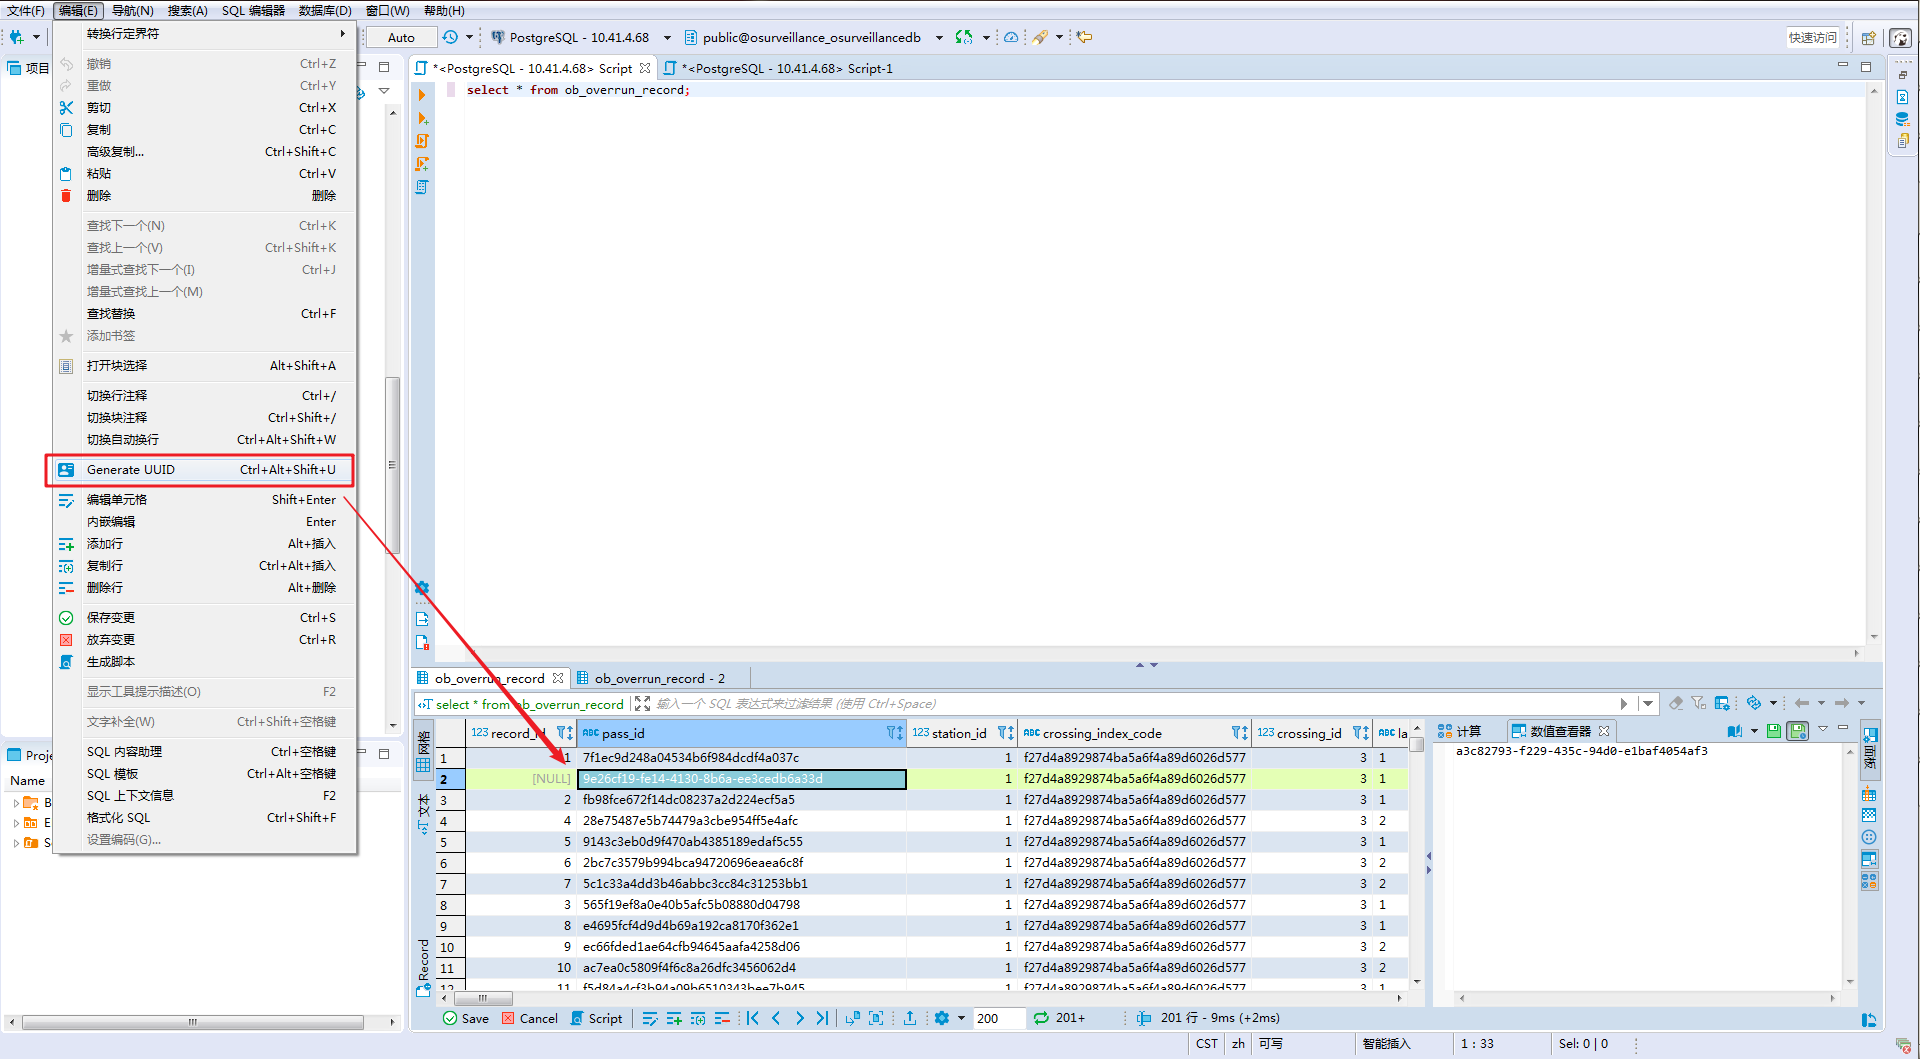 文件(F) 编辑(E) 导航(N) 搜索(A) SQL 编辑器 数据库(D) 窗口(W) 帮助(H)
Auto PostgreSQL - 10.41.4.68 public@osurveillance_osurveillancedb 快速访问
转换行定界符
撤销 Ctrl+Z
重做 Ctrl+Y
剪切 Ctrl+X
复制 Ctrl+C
高级复制... Ctrl+Shift+C
粘贴 Ctrl+V
删除 删除
查找下一个(N) Ctrl+K
查找上一个(V) Ctrl+Shift+K
增量式查找下一个(I) Ctrl+J
增量式查找上一个(M)
查找替换 Ctrl+F
添加书签
打开块选择 Alt+Shift+A
切换行注释 Ctrl+/
切换块注释 Ctrl+Shift+/
切换自动换行 Ctrl+Alt+Shift+W
Generate UUID Ctrl+Alt+Shift+U
编辑单元格 Shift+Enter
内嵌编辑 Enter
添加行 Alt+插入
复制行 Ctrl+Alt+插入
删除行 Alt+删除
保存变更 Ctrl+S
放弃变更 Ctrl+R
生成脚本
显示工具提示描述(O) F2
文字补全(W) Ctrl+Shift+空格键
SQL 内容助理 Ctrl+空格键
SQL 模板 Ctrl+Alt+空格键
SQL 上下文信息 F2
格式化 SQL Ctrl+Shift+F
设置编码(G)...
项目
Proje
Name
B
E
S
*<PostgreSQL - 10.41.4.68> Script *<PostgreSQL - 10.41.4.68> Script-1
select * from ob_overrun_record;
ob_overrun_record ob_overrun_record - 2
select * from ob_overrun_record 输入一个 SQL 表达式来过滤结果 (使用 Ctrl+Space)
网格
文本
Record
123 record_id ABC pass_id 123 station_id ABC crossing_index_code 123 crossing_id ABC la
1 1 7f1ec9d248a04534b6f984dcdf4a037c 1 f27d4a8929874ba5a6f4a89d6026d577 3 1
2 [NULL] 9e26cf19-fe14-4130-8b6a-ee3cedb6a33d 1 f27d4a8929874ba5a6f4a89d6026d577 3 1
3 2 fb98fce672f14dc08237a2d224ecf5a5 1 f27d4a8929874ba5a6f4a89d6026d577 3 1
4 4 28e75487e5b74479a3cbe954ff5e4afc 1 f27d4a8929874ba5a6f4a89d6026d577 3 2
5 5 9143c3eb0d9f470ab4385189edaf5c55 1 f27d4a8929874ba5a6f4a89d6026d577 3 1
6 6 2bc7c3579b994bca94720696eaea6c8f 1 f27d4a8929874ba5a6f4a89d6026d577 3 2
7 7 5c1c33a4dd3b46abbc3cc84c31253bb1 1 f27d4a8929874ba5a6f4a89d6026d577 3 2
8 3 565f19ef8a0e40b5afc5b08880d04798 1 f27d4a8929874ba5a6f4a89d6026d577 3 1
9 8 e4695fcf4d9d4b69a192ca8170f362e1 1 f27d4a8929874ba5a6f4a89d6026d577 3 1
10 9 ec66fded1ae64cfb94645aafa4258d06 1 f27d4a8929874ba5a6f4a89d6026d577 3 2
11 10 ac7ea0c5809f4f6c8a26dfc3456062d4 1 f27d4a8929874ba5a6f4a89d6026d577 3 2
12 11 f5d84a4cf3b94a09b6510343bee7b945 1 f27d4a8929874ba5a6f4a89d6026d577 3 1
计算 数值查看器
a3c82793-f229-435c-94d0-e1baf4054af3
面板
Save Cancel Script 200 201+ 201 行 - 9ms (+2ms)
CST zh 可写 智能插入 1 : 33 Sel: 0 | 0